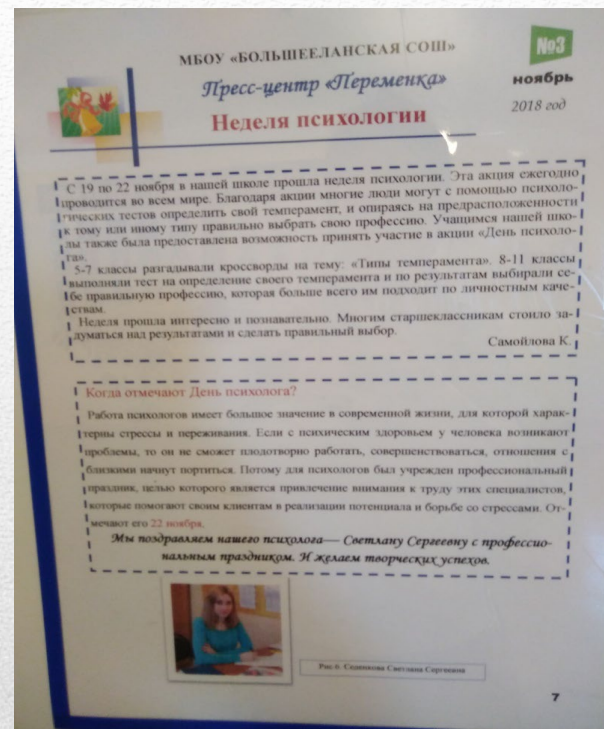 МБОУ «БОЛЬШЕЕЛАНСКАЯ СОШ»
№3
Пресс-центр «Переменка»
ноябрь
Неделя психологии
2018 год
С 19 по 22 ноября в нашей школе прошла неделя психологии. Эта акция ежегодно
проводится во всем мире. Благодаря акции многие люди могут с помощью психоло-
гических тестов определить свой темперамент, и опираясь на предрасположенности
к тому или иному типу правильно выбрать свою профессию. Учащимся нашей шко-
лы также была предоставлена возможность принять участие в акции «День психоло-
га».
5-7 классы разгадывали кроссворды на тему: «Типы темперамента». 8-11 классы
выполняли тест на определение своего темперамента и по результатам выбирали се-
бе правильную профессию, которая больше всего им подходит по личностным каче-
ствам.
Неделя прошла интересно и познавательно. Многим старшеклассникам стоило за-
думаться над результатами и сделать правильный выбор.
Самойлова К.
Когда отмечают День психолога?
Работа психологов имеет большое значение в современной жизни, для которой харак-
терны стрессы и переживания. Если с психическим здоровьем у человека возникают
проблемы, то он не сможет плодотворно работать, совершенствоваться, отношения с
близкими начнут портиться. Потому для психологов был учрежден профессиональный
праздник, целью которого является привлечение внимания к труду этих специалистов,
которые помогают своим клиентам в реализации потенциала и борьбе со стрессами. От-
мечают его 22 ноября.
Мы поздравляем нашего психолога— Светлану Сергеевну с профессио-
нальным праздником. И желаем творческих успехов.
Рис.6. Светлана Сергеевна
7